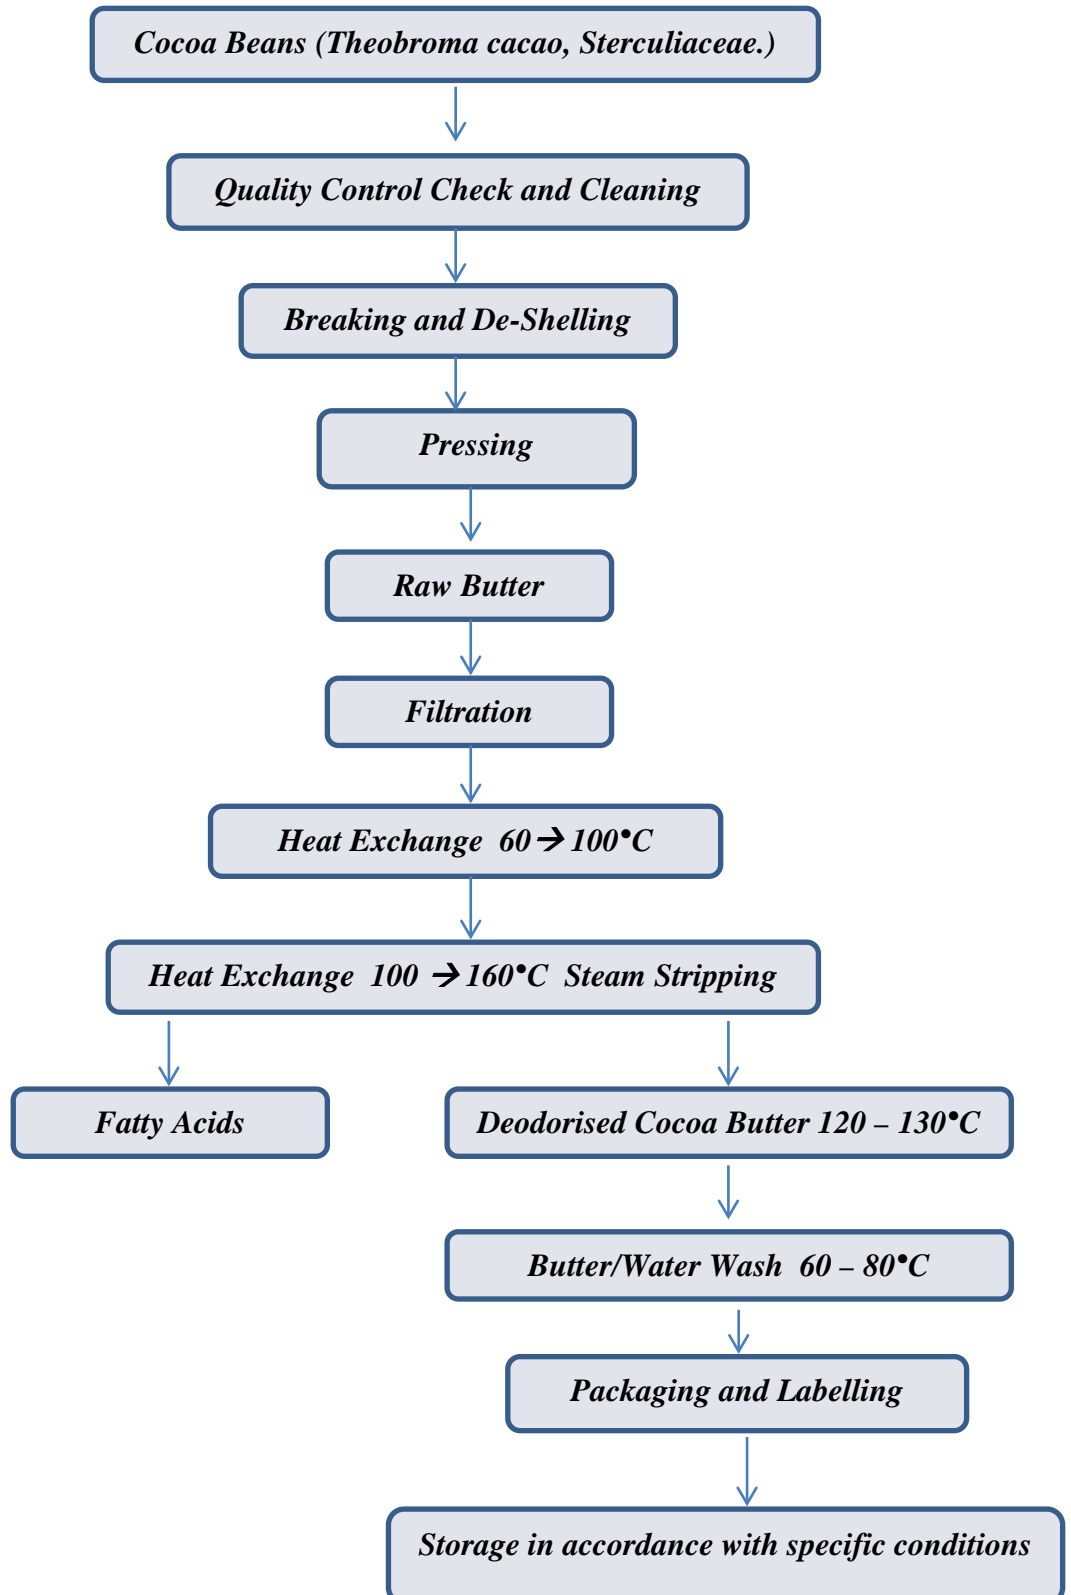 Cocoa Beans (Theobroma cacao, Sterculiaceae.)
Quality Control Check and Cleaning
Breaking and De-Shelling
Pressing
Raw Butter
Filtration
Heat Exchange 60→100•C
Heat Exchange 100 →160•C Steam Stripping
Fatty Acids
Deodorised Cocoa Butter 120 – 130•C
Butter/Water Wash 60 – 80•C
Packaging and Labelling
Storage in accordance with specific conditions